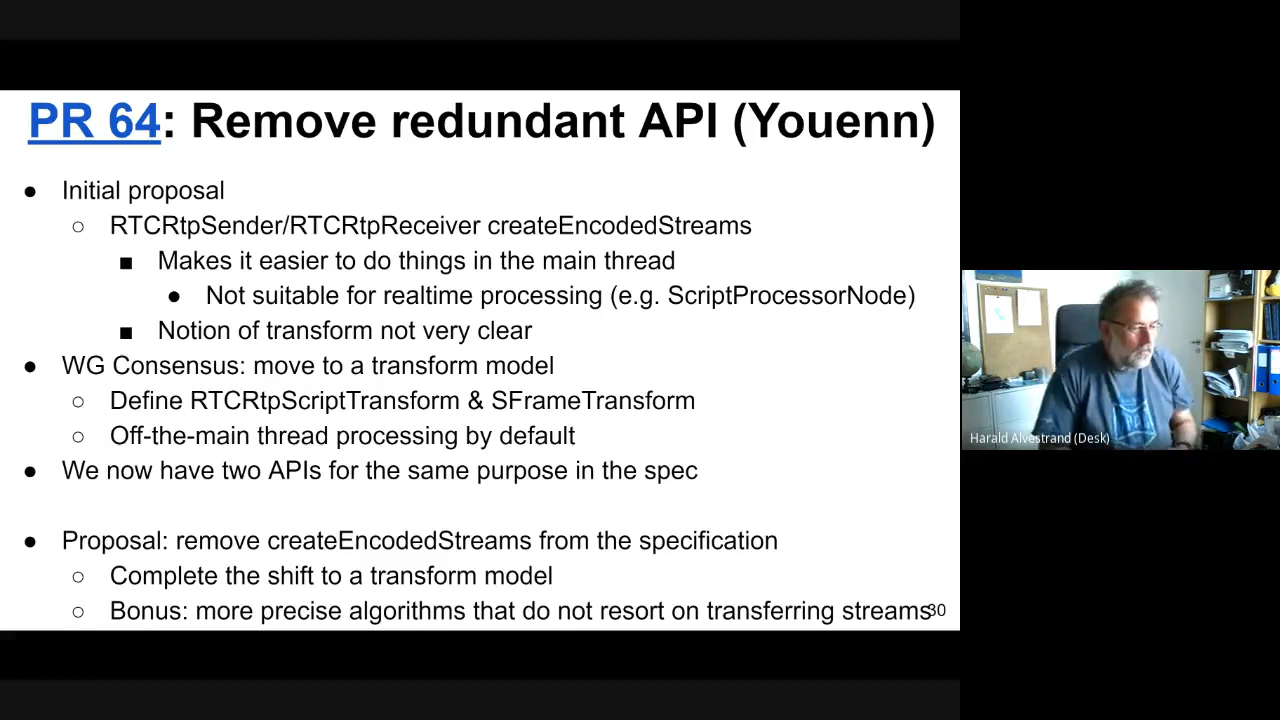 PR 64: Remove redundant API (Youenn)
● Initial proposal
○ RTCRtpSender/RTCRtpReceiver createEncodedStreams
■ Makes it easier to do things in the main thread
● Not suitable for realtime processing (e.g. ScriptProcessorNode)
■ Notion of transform not very clear
● WG Consensus: move to a transform model
○ Define RTCRtpScriptTransform & SFrameTransform
○ Off-the-main thread processing by default
● We now have two APIs for the same purpose in the spec
● Proposal: remove createEncodedStreams from the specification
○ Complete the shift to a transform model
○ Bonus: more precise algorithms that do not resort on transferring streams
30
Harald Alvestrand (Desk)